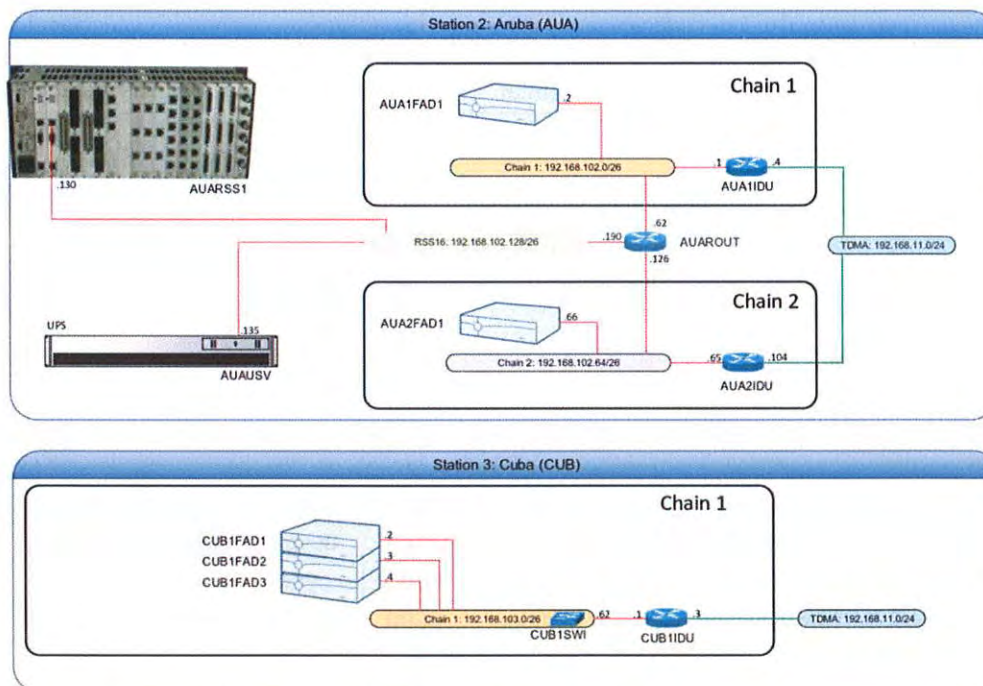 Station 2: Aruba (AUA)
Chain 1
AUA1FAD1
.2
Chain 1: 192.168.102.0/26
.1
.4
AUA1IDU
.130
AUARSS1
.62
RSS16: 192.168.102.128/26
.190
AUAROUT
TDMA: 192.168.11.0/24
.126
Chain 2
AUA2FAD1
.66
UPS
.135
AUAUSV
Chain 2: 192.168.102.64/26
.65
.104
AUA2IDU
Station 3: Cuba (CUB)
Chain 1
CUB1FAD1
.2
CUB1FAD2
.3
CUB1FAD3
.4
Chain 1: 192.168.103.0/26
.62
.1
.3
TDMA: 192.168.11.0/24
CUB1SWI
CUB1IDU